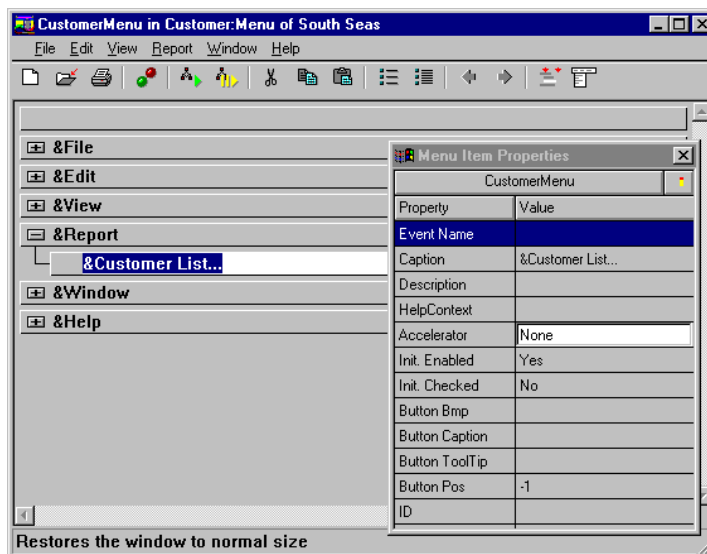 CustomerMenu in Customer:Menu of South Seas
File Edit View Report Window Help
&File
&Edit
&View
&Report
&Customer List...
&Window
&Help
Menu Item Properties
CustomerMenu
Property Value
Event Name
Caption &Customer List...
Description
HelpContext
Accelerator None
Init. Enabled Yes
Init. Checked No
Button Bmp
Button Caption
Button ToolTip
Button Pos -1
ID
Restores the window to normal size